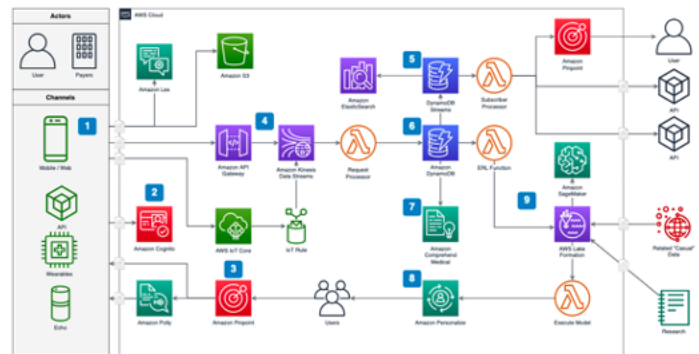 Actors
AWS Cloud
User
Payers
Amazon Lex
Amazon S3
Amazon
Pinpoint
User
5
Amazon
ElasticSearch
DynamoDB
Streams
Subscriber
Processor
API
Channels
1
Mobile / Web
4
Amazon API
Gateway
Amazon Kinesis
Data Streams
Request
Processor
6
Amazon
DynamoDB
ERL Function
API
Amazon
SageMaker
2
Amazon Cognito
API
AWS IoT Core
IoT Rule
7
Amazon
Comprehend
Medical
9
AWS Lake
Formation
Related "Casual"
Data
Wearables
3
8
Echo
Amazon Polly
Amazon Pinpoint
Users
Amazon Personalize
Execute Model
Research